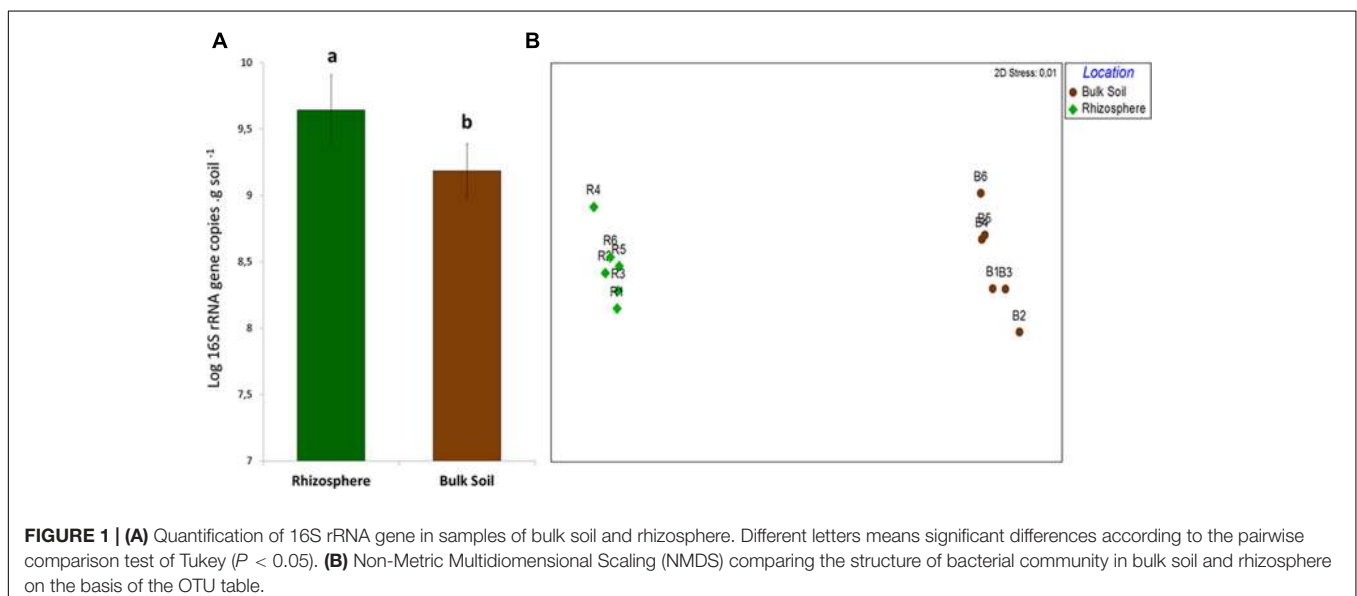 A
B
a
b
10
9,5
9
8,5
8
7,5
7
Log 16S rRNA gene copies .g soil -1
Rhizosphere
Bulk Soil
2D Stress: 0,01
Location
Bulk Soil
Rhizosphere
R4
R6
R5
R3
R1
B6
B5
B4
B1
B3
B2
FIGURE 1 | (A) Quantification of 16S rRNA gene in samples of bulk soil and rhizosphere. Different letters means significant differences according to the pairwise
comparison test of Tukey (P < 0.05). (B) Non-Metric Multidimensional Scaling (NMDS) comparing the structure of bacterial community in bulk soil and rhizosphere
on the basis of the OTU table.